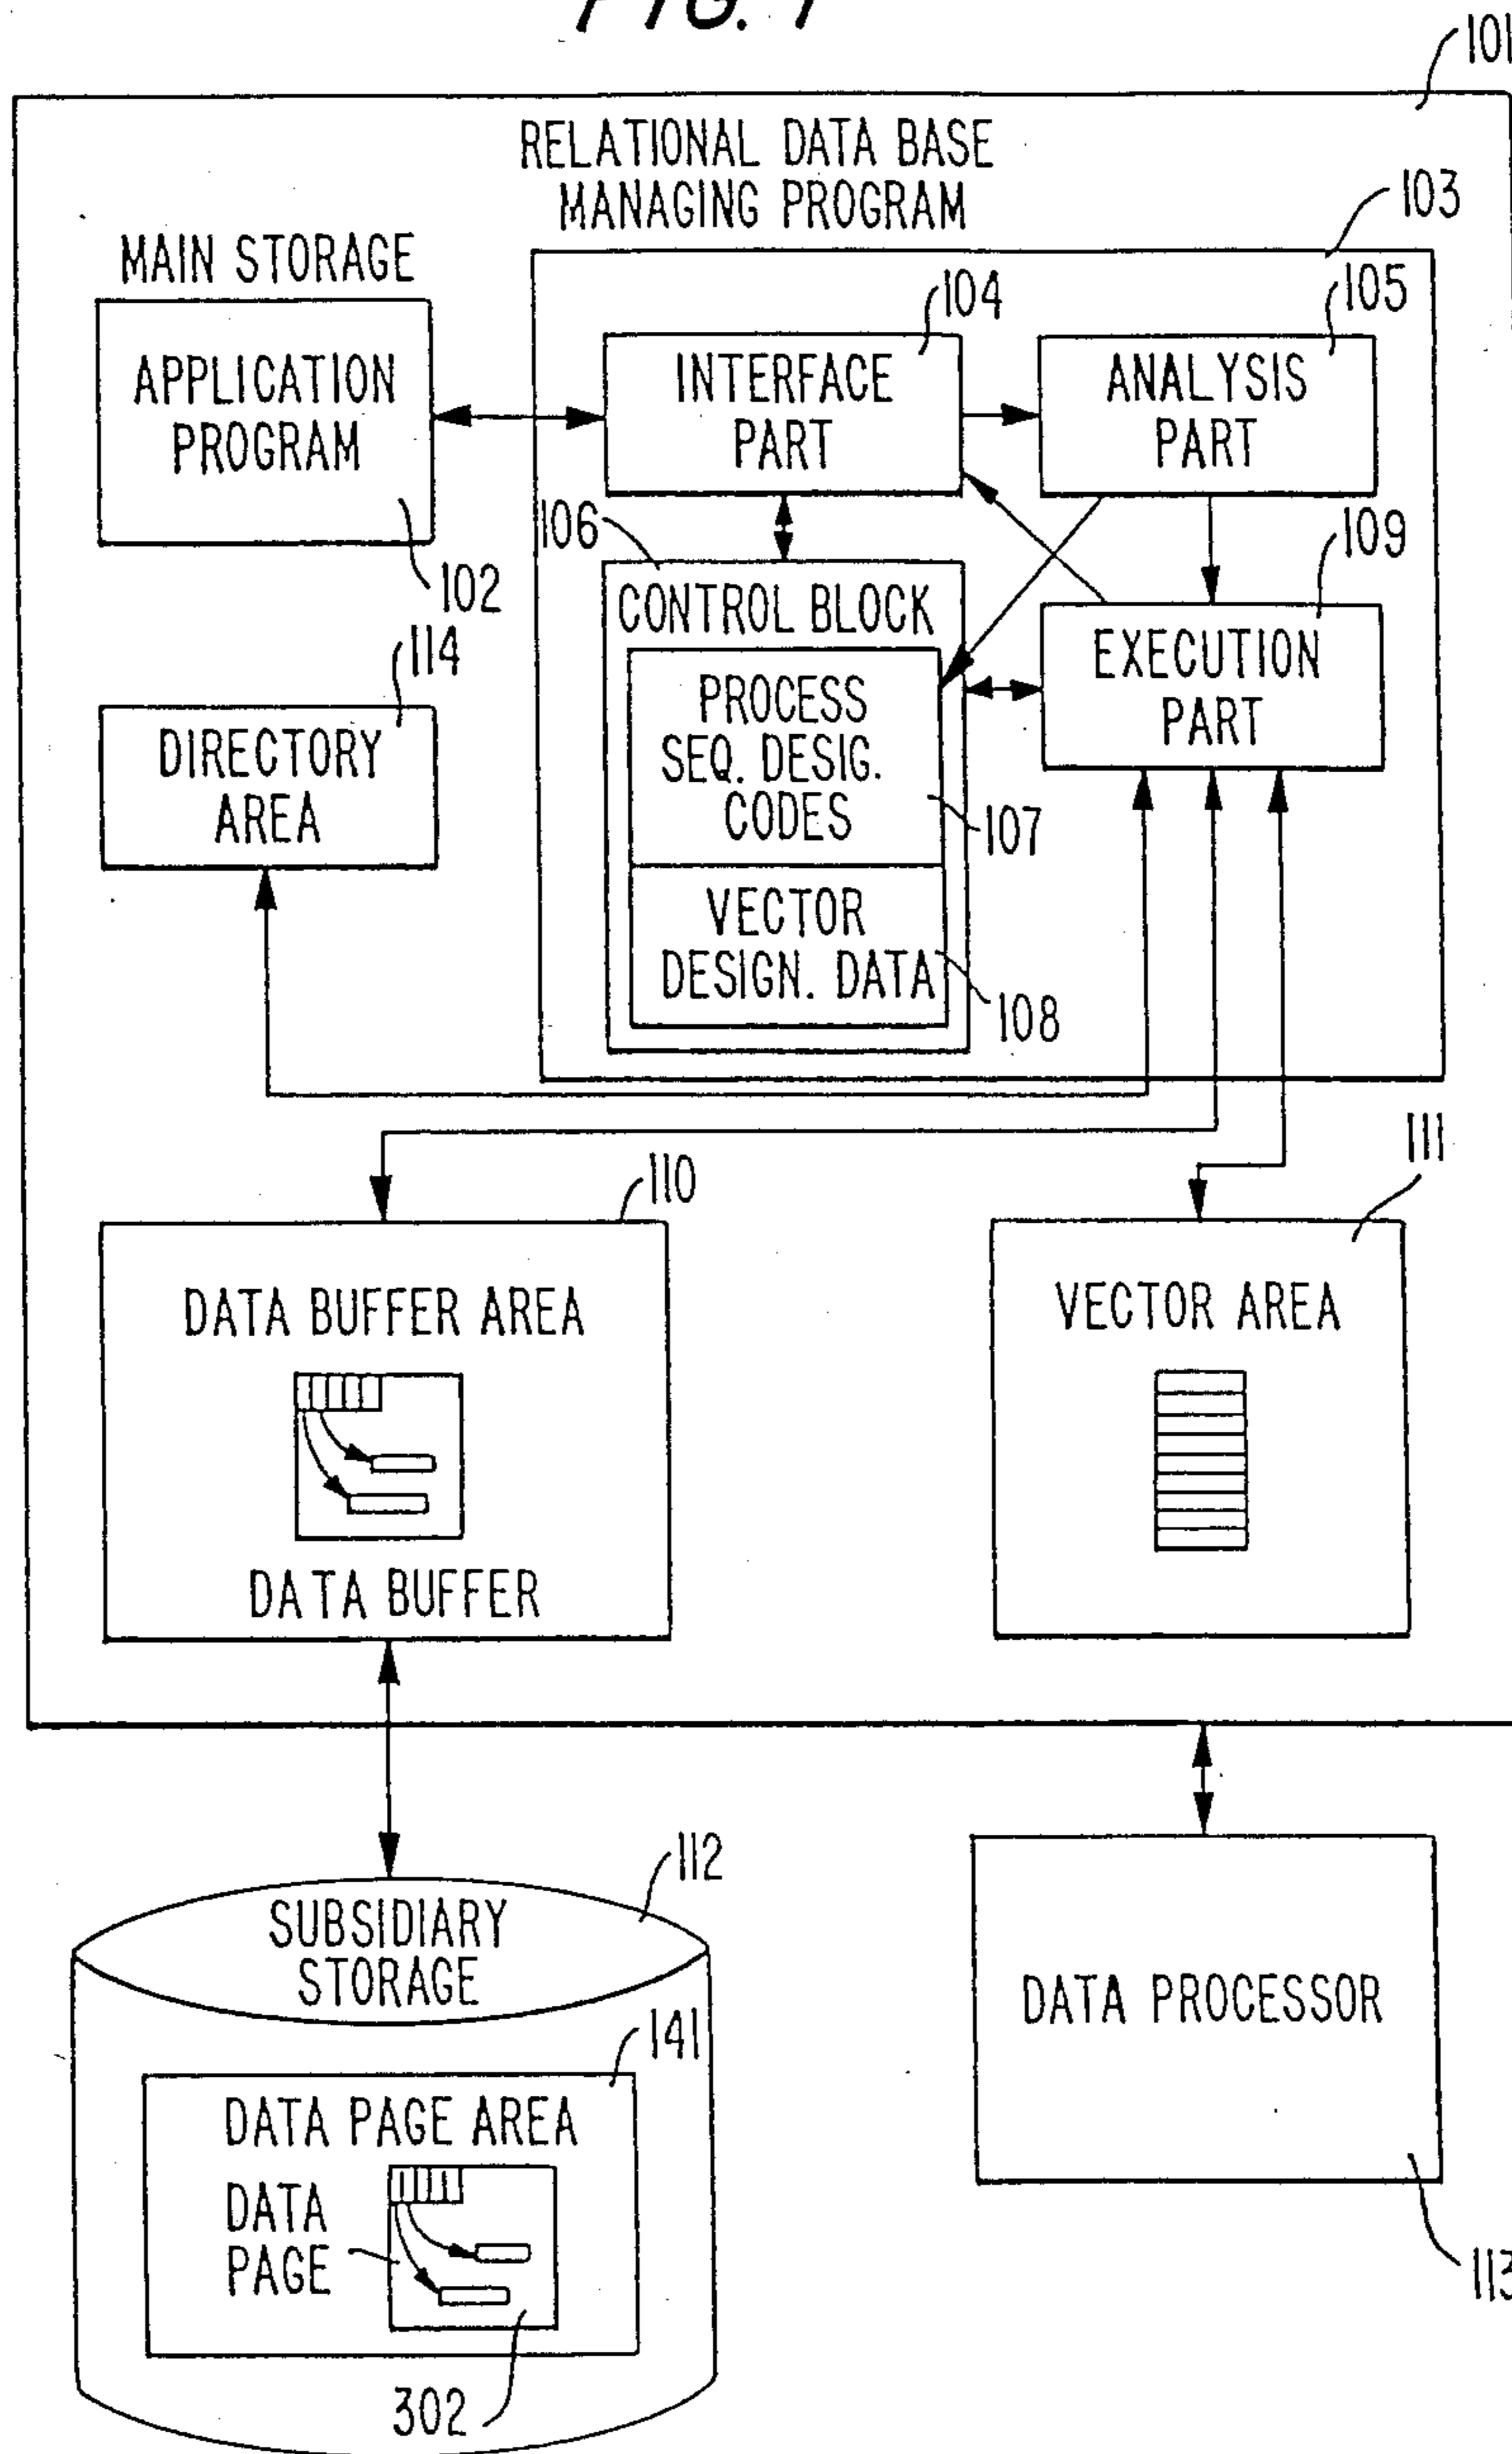 FIG. 1
101
RELATIONAL DATA BASE
MANAGING PROGRAM
103
MAIN STORAGE
104
105
APPLICATION
PROGRAM
INTERFACE
PART
ANALYSIS
PART
102
106
109
CONTROL BLOCK
EXECUTION
PART
114
DIRECTORY
AREA
PROCESS
SEQ. DESIG.
CODES
107
VECTOR
DESIGN. DATA
108
110
111
DATA BUFFER AREA
VECTOR AREA
DATA BUFFER
112
SUBSIDIARY
STORAGE
DATA PROCESSOR
141
DATA PAGE AREA
DATA
PAGE
113
302